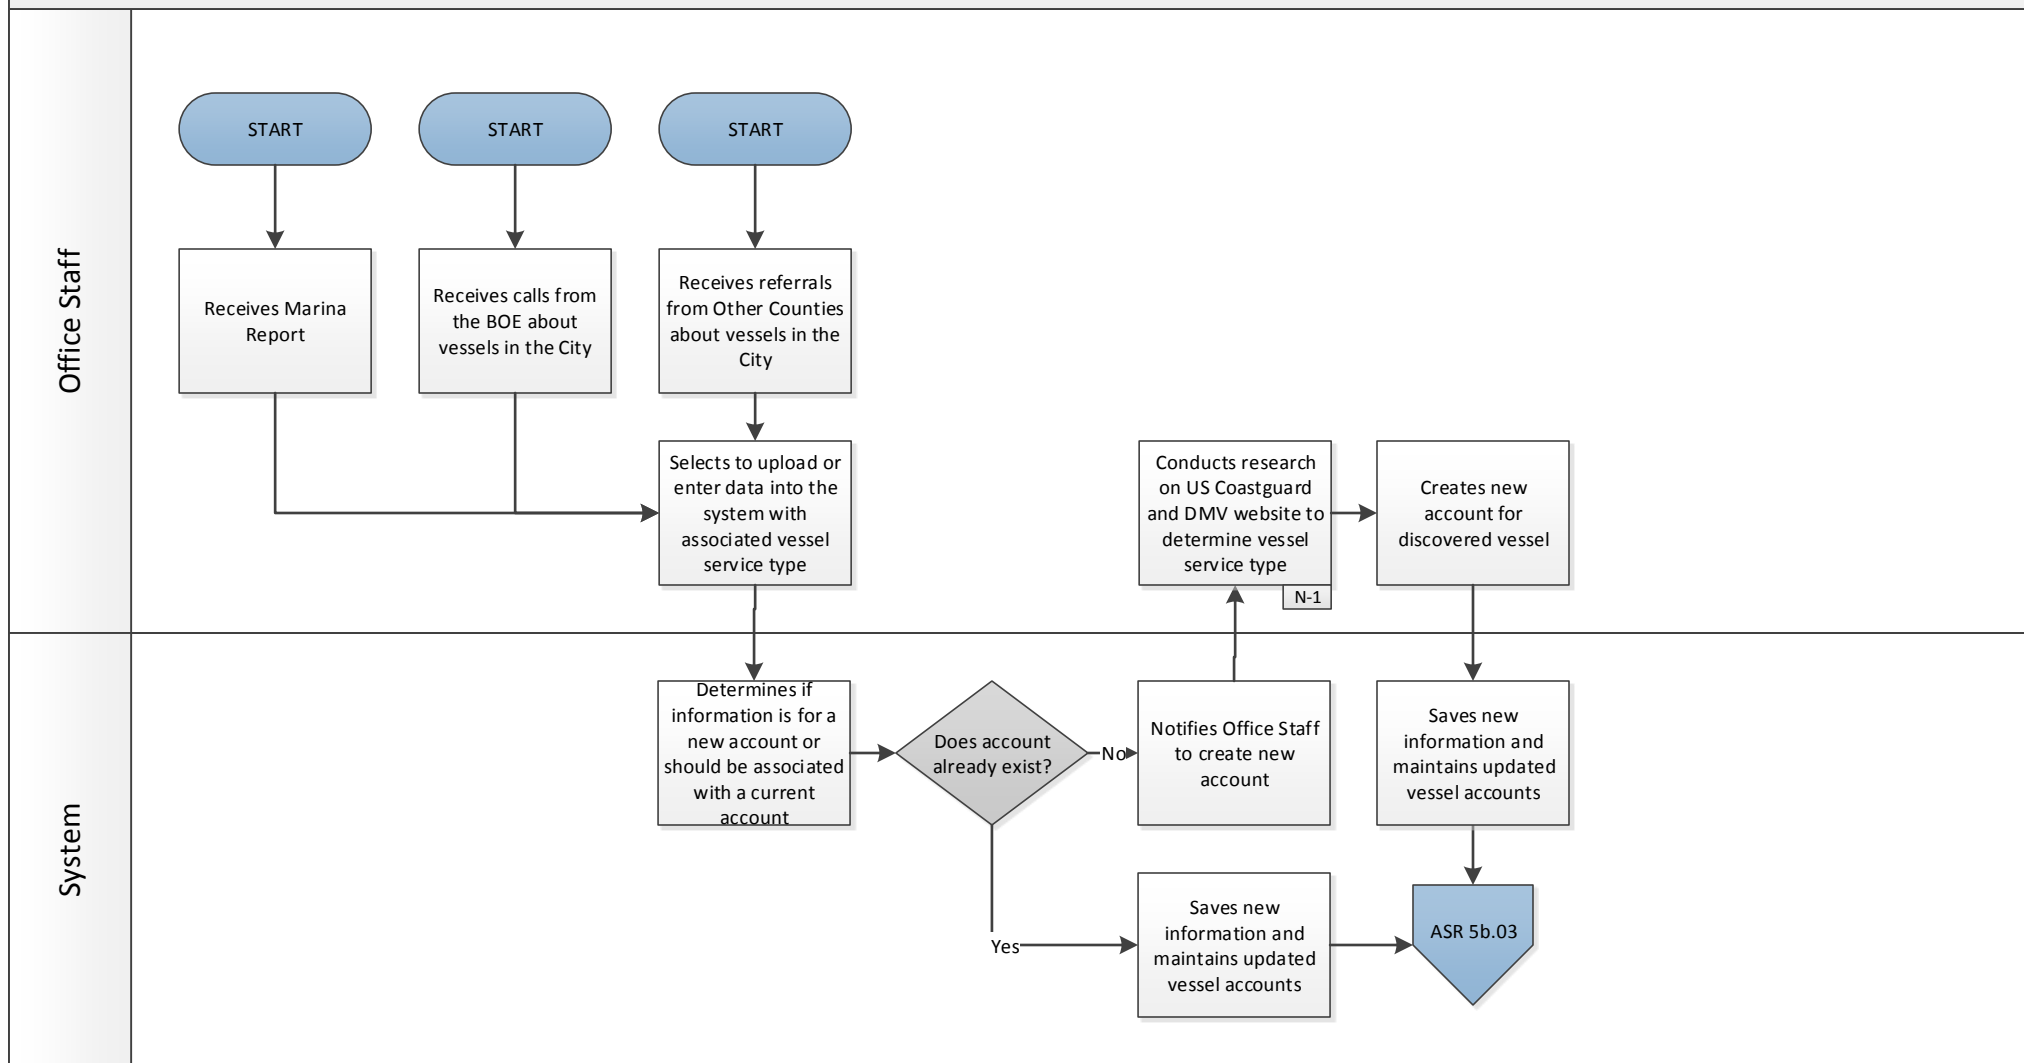 Office Staff
START
START
START
Receives Marina
Report
Receives calls from
the BOE about
vessels in the City
Receives referrals
from Other Counties
about vessels in the
City
Selects to upload or
enter data into the
system with
associated vessel
service type
Conducts research
on US Coastguard
and DMV website to
determine vessel
service type
N-1
Creates new
account for
discovered vessel
System
Determines if
information is for a
new account or
should be associated
with a current
account
Does account
already exist?
No
Notifies Office Staff
to create new
account
Saves new
information and
maintains updated
vessel accounts
Yes
Saves new
information and
maintains updated
vessel accounts
ASR 5b.03